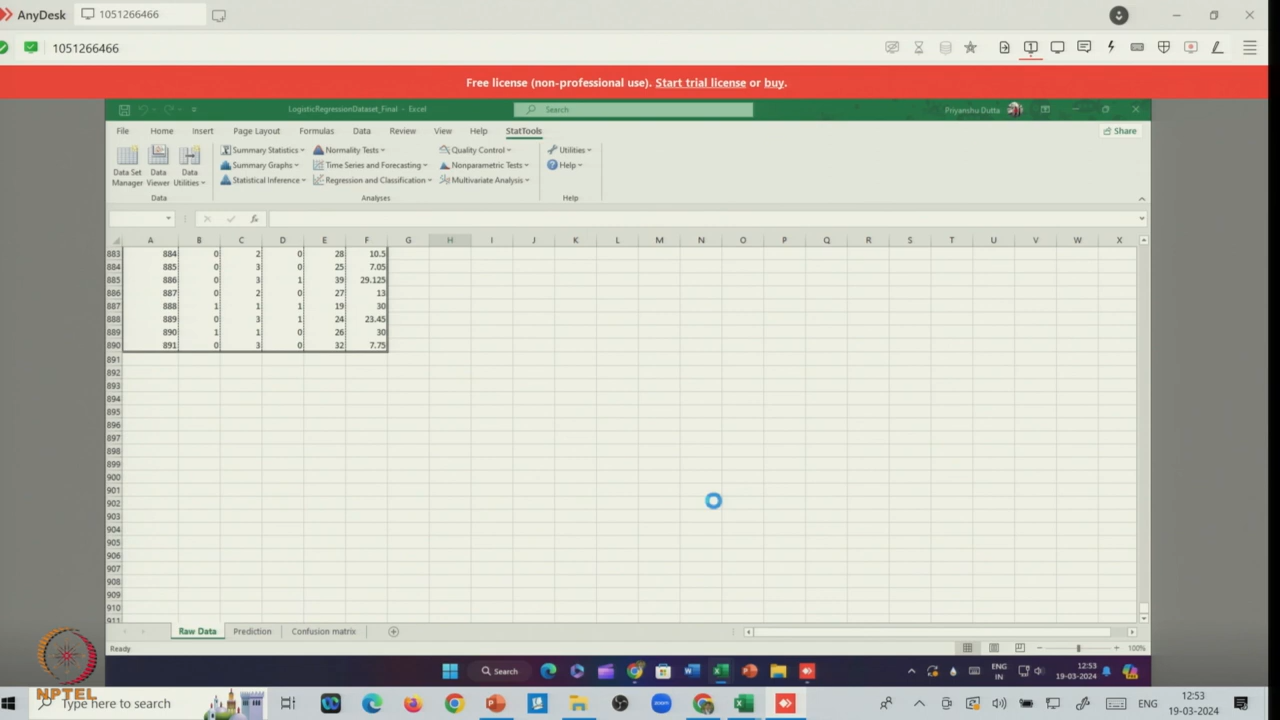 AnyDesk 1051266466
1051266466
Free license (non-professional use). Start trial license or buy.
LogisticRegressionDataset_Final - Excel Search Priyanshu Dutta
File Home Insert Page Layout Formulas Data Review View Help StatTools Share
Summary Statistics Normality Tests Quality Control Utilities
Summary Graphs Time Series and Forecasting Nonparametric Tests Help
Statistical Inference Regression and Classification Multivariate Analysis
Data Set Manager Data Viewer Data Utilities
Data Analyses Help
A B C D E F G H I J K L M N O P Q R S T U V W X
883 884 0 2 0 28 10.5
884 885 0 3 0 25 7.05
885 886 0 3 1 39 29.125
886 887 0 2 0 27 13
887 888 1 1 1 19 30
888 889 0 3 1 24 23.45
889 890 1 1 0 26 30
890 891 0 3 0 32 7.75
891
892
893
894
895
896
897
898
899
900
901
902
903
904
905
906
907
908
909
910
911
Raw Data Prediction Confusion matrix
Ready 100%
Search ENG IN 12:53 19-03-2024
NPTEL
Type here to search ENG 12:53 19-03-2024